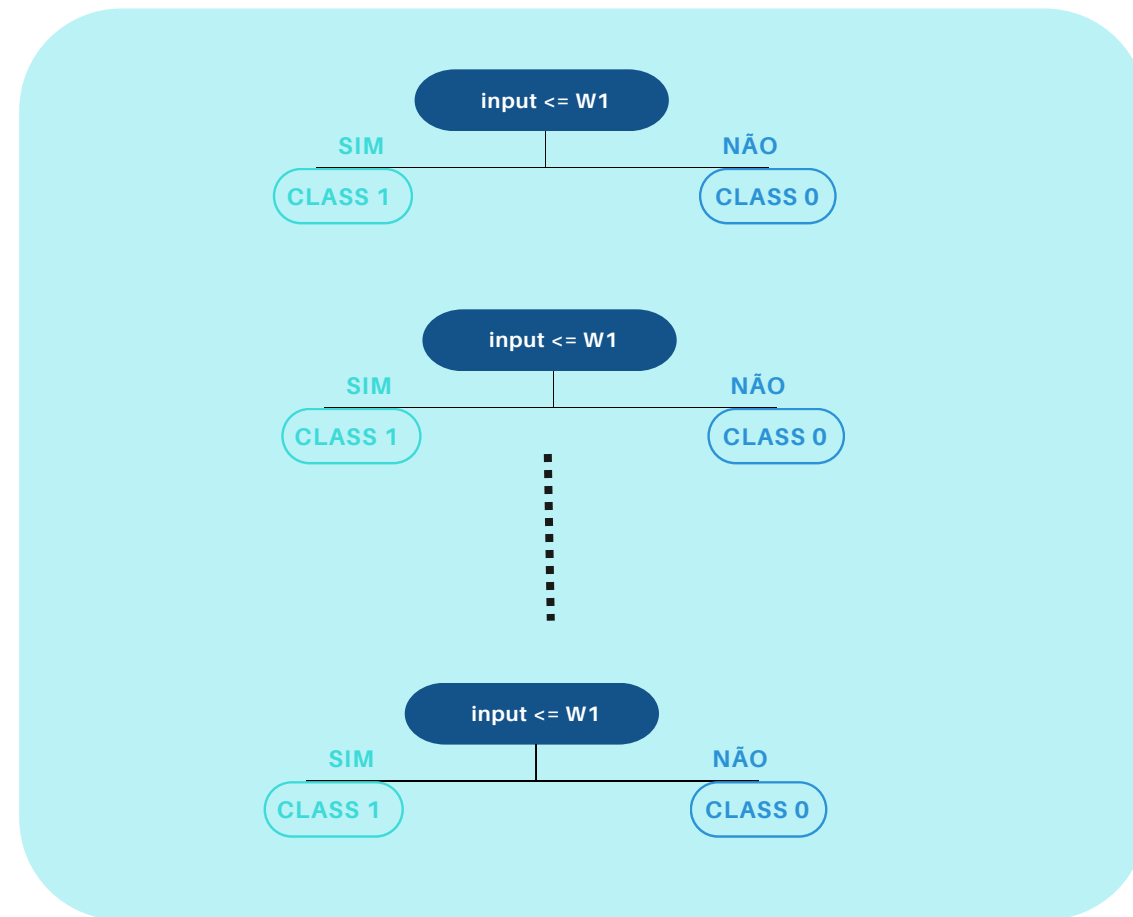 input <= W1
SIM NÃO
CLASS 1 CLASS 0
input <= W1
SIM NÃO
CLASS 1 CLASS 0
input <= W1
SIM NÃO
CLASS 1 CLASS 0